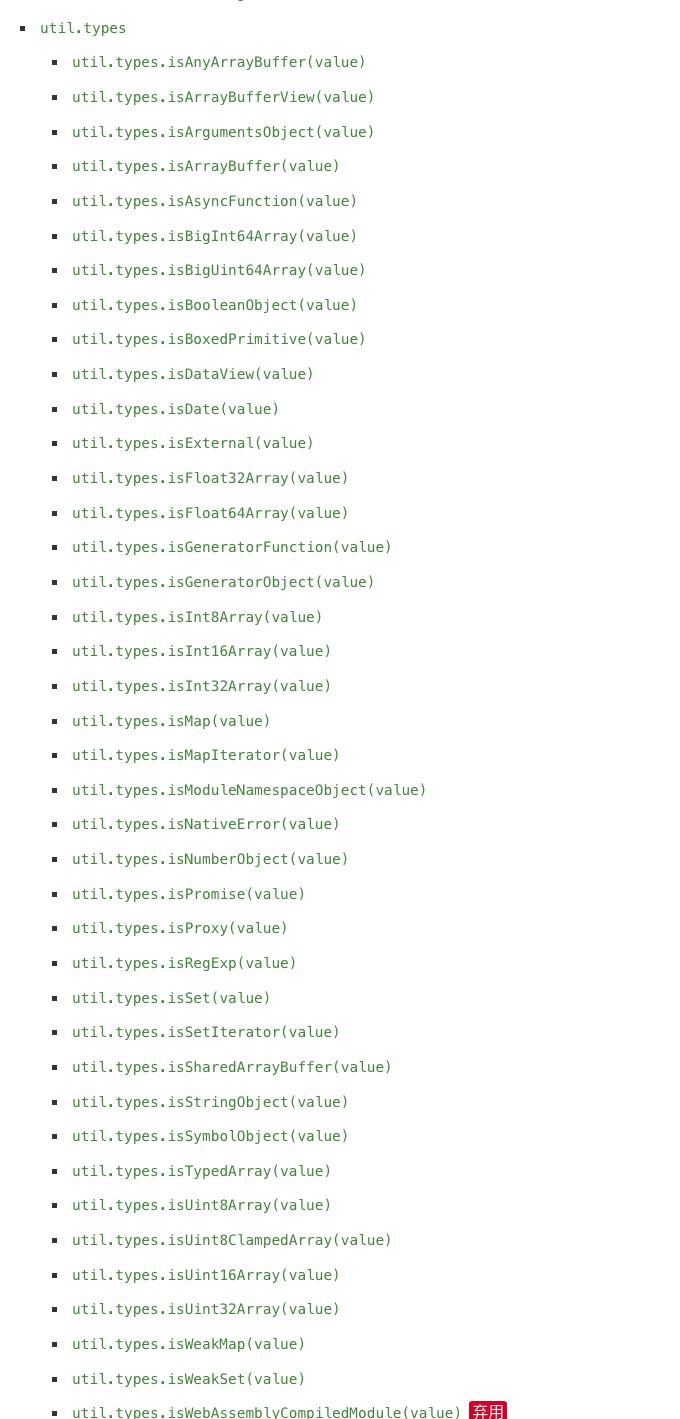 util.types
util.types.isAnyArrayBuffer(value)
util.types.isArrayBufferView(value)
util.types.isArgumentsObject(value)
util.types.isArrayBuffer(value)
util.types.isAsyncFunction(value)
util.types.isBigInt64Array(value)
util.types.isBigUint64Array(value)
util.types.isBooleanObject(value)
util.types.isBoxedPrimitive(value)
util.types.isDataView(value)
util.types.isDate(value)
util.types.isExternal(value)
util.types.isFloat32Array(value)
util.types.isFloat64Array(value)
util.types.isGeneratorFunction(value)
util.types.isGeneratorObject(value)
util.types.isInt8Array(value)
util.types.isInt16Array(value)
util.types.isInt32Array(value)
util.types.isMap(value)
util.types.isMapIterator(value)
util.types.isModuleNamespaceObject(value)
util.types.isNativeError(value)
util.types.isNumberObject(value)
util.types.isPromise(value)
util.types.isProxy(value)
util.types.isRegExp(value)
util.types.isSet(value)
util.types.isSetIterator(value)
util.types.isSharedArrayBuffer(value)
util.types.isStringObject(value)
util.types.isSymbolObject(value)
util.types.isTypedArray(value)
util.types.isUint8Array(value)
util.types.isUint8ClampedArray(value)
util.types.isUint16Array(value)
util.types.isUint32Array(value)
util.types.isWeakMap(value)
util.types.isWeakSet(value)
util.types.isWebAssemblyCompiledModule(value) 弃用